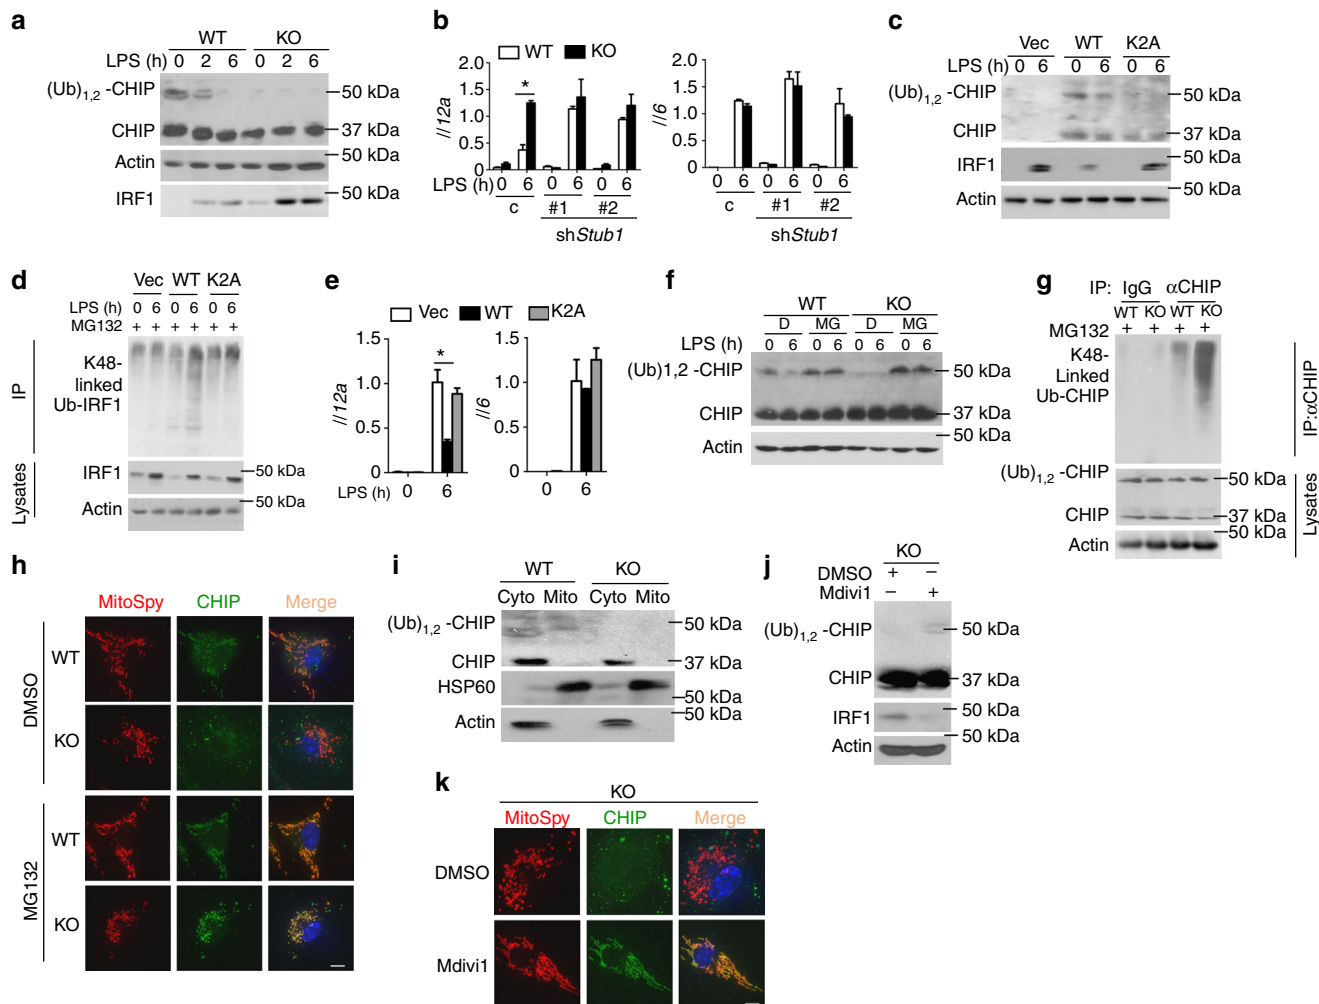 a
WT KO
LPS (h) 0 2 6 0 2 6
(Ub)1,2 -CHIP
50 kDa
CHIP
37 kDa
Actin
50 kDa
IRF1
50 kDa
b
WT KO
Il12a
2.0
1.5
1.0
0.5
0
LPS (h) 0 6 0 6 0 6
c #1 #2
shStub1
Il6
2.0
1.5
1.0
0.5
0
0 6 0 6 0 6
c #1 #2
shStub1
*
c
Vec WT K2A
LPS (h) 0 6 0 6 0 6
(Ub)1,2 -CHIP
50 kDa
CHIP
37 kDa
IRF1
50 kDa
Actin
50 kDa
d
Vec WT K2A
LPS (h) 0 6 0 6 0 6
MG132 + + + + + +
IP
K48-
linked
Ub-IRF1
Lysates
IRF1
50 kDa
Actin
50 kDa
e
Vec WT K2A
Il12a
1.5
1.0
0.5
0
*
LPS (h) 0 6
Il6
1.5
1.0
0.5
0
0 6
f
WT KO
D MG D MG
LPS (h) 0 6 0 6 0 6 0 6
(Ub)1,2 -CHIP
50 kDa
CHIP
37 kDa
Actin
50 kDa
g
IP: IgG αCHIP
WT KO WT KO
MG132 + + + +
K48-
Linked
Ub-CHIP
IP:αCHIP
(Ub)1,2 -CHIP
50 kDa
CHIP
37 kDa
Actin
50 kDa
Lysates
h
MitoSpy CHIP Merge
DMSO
WT
KO
MG132
WT
KO
i
WT KO
Cyto Mito Cyto Mito
(Ub)1,2 -CHIP
50 kDa
CHIP
37 kDa
HSP60
50 kDa
Actin
50 kDa
j
KO
DMSO + −
Mdivi1 − +
(Ub)1,2 -CHIP
50 kDa
CHIP
37 kDa
IRF1
50 kDa
Actin
50 kDa
k
KO
MitoSpy CHIP Merge
DMSO
Mdivi1